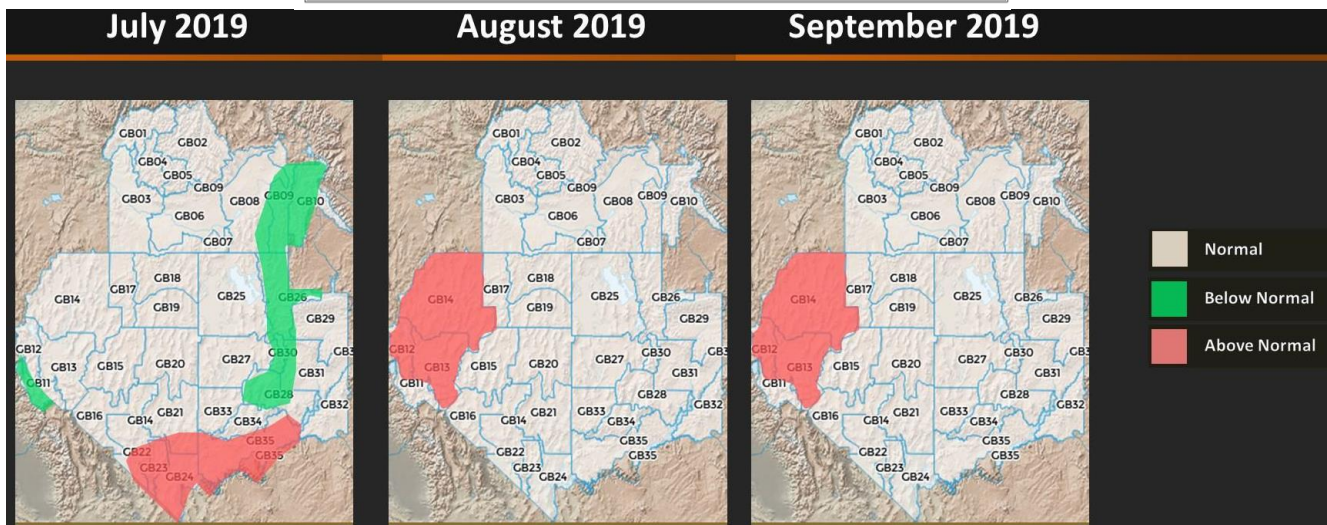 July 2019
August 2019
September 2019
GB01
GB02
GB04
GB05
GB09
GB09
GB03
GB08
GB10
GB06
GB07
GB18
GB14
GB17
GB25
GB26
GB19
GB29
GB12
GB30
GB13
GB15
GB20
GB27
GB31
GB11
GB28
GB16
GB21
GB32
GB14
GB33
GB34
GB22
GB35
GB23
GB35
GB24
GB01
GB02
GB04
GB05
GB09
GB09
GB03
GB08
GB10
GB06
GB07
GB18
GB14
GB17
GB25
GB26
GB19
GB29
GB12
GB30
GB13
GB15
GB20
GB27
GB31
GB11
GB28
GB16
GB21
GB32
GB14
GB33
GB34
GB22
GB35
GB23
GB35
GB24
GB01
GB02
GB04
GB05
GB09
GB09
GB03
GB08
GB10
GB06
GB07
GB18
GB14
GB17
GB25
GB26
GB19
GB29
GB12
GB30
GB13
GB15
GB20
GB27
GB31
GB11
GB28
GB16
GB21
GB32
GB14
GB33
GB34
GB22
GB35
GB23
GB35
GB24
Normal
Below Normal
Above Normal